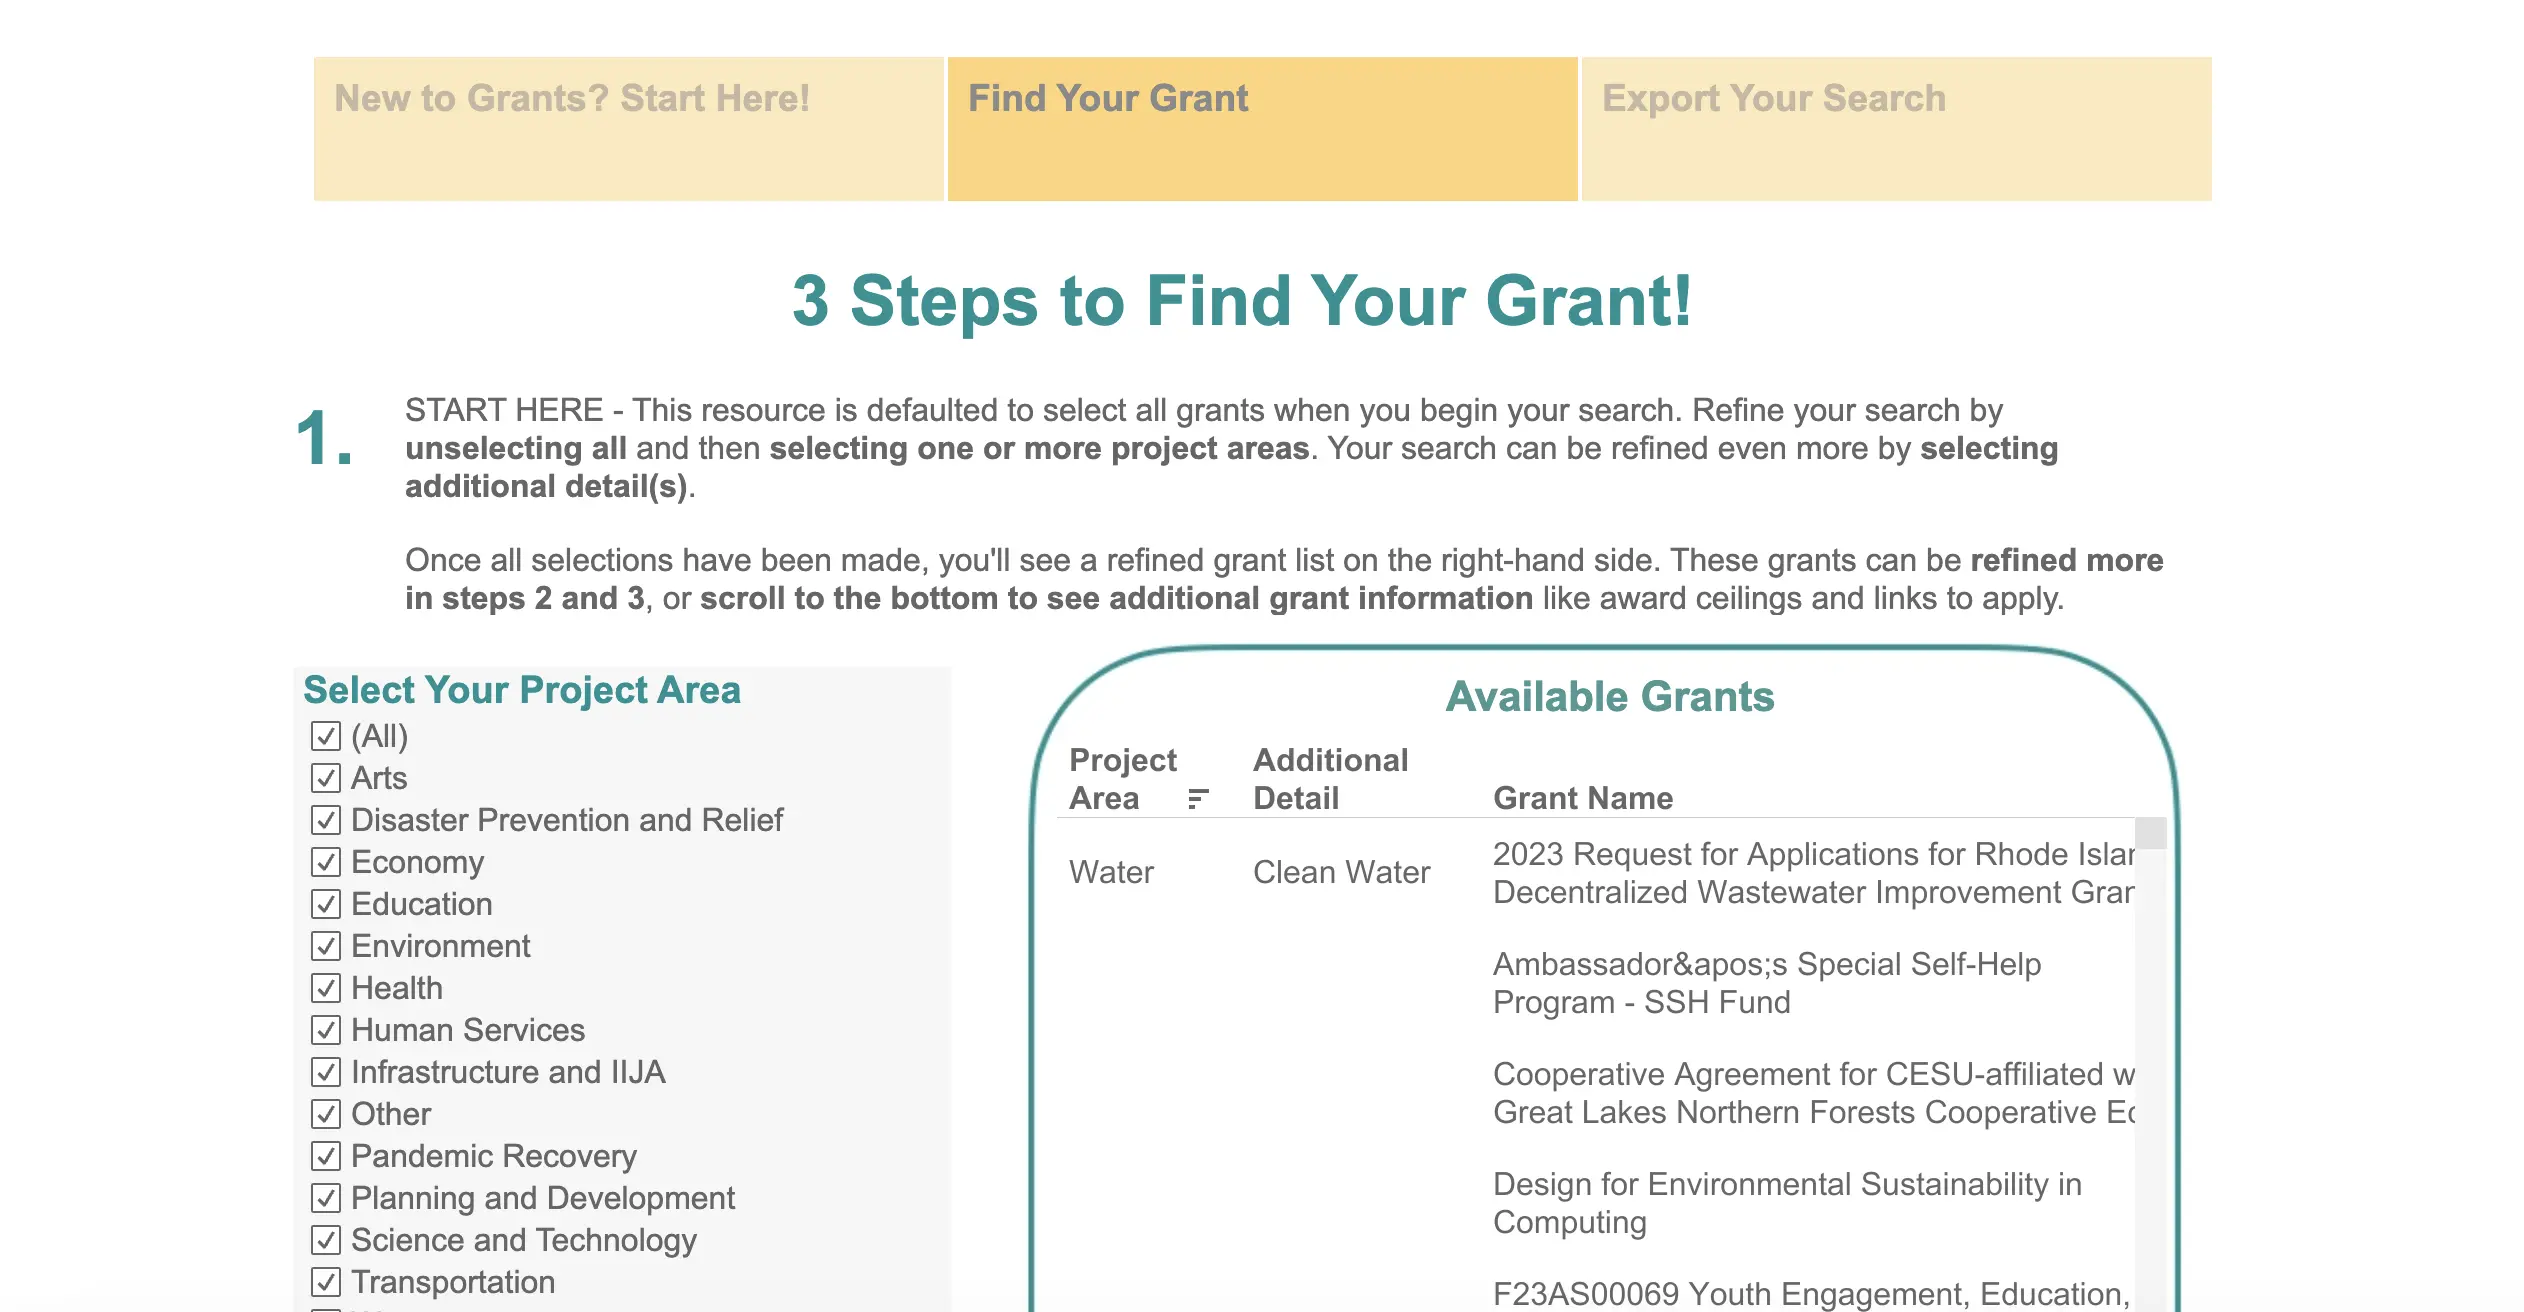 New to Grants? Start Here!
Find Your Grant
Export Your Search
3 Steps to Find Your Grant!
1.
START HERE - This resource is defaulted to select all grants when you begin your search. Refine your search by
unselecting all and then selecting one or more project areas. Your search can be refined even more by selecting
additional detail(s).
Once all selections have been made, you'll see a refined grant list on the right-hand side. These grants can be refined more
in steps 2 and 3, or scroll to the bottom to see additional grant information like award ceilings and links to apply.
Select Your Project Area
(All)
Arts
Disaster Prevention and Relief
Economy
Education
Environment
Health
Human Services
Infrastructure and IIJA
Other
Pandemic Recovery
Planning and Development
Science and Technology
Transportation
Available Grants
Project
Area
Additional
Detail
Grant Name
Water
Clean Water
2023 Request for Applications for Rhode
Decentralized Wastewater Improvement
Ambassador&apos;s Special Self-Help
Program - SSH Fund
Cooperative Agreement for CESU-affiliated
Great Lakes Northern Forests Cooperative
Design for Environmental Sustainability in
Computing
F23AS00069 Youth Engagement, Education,